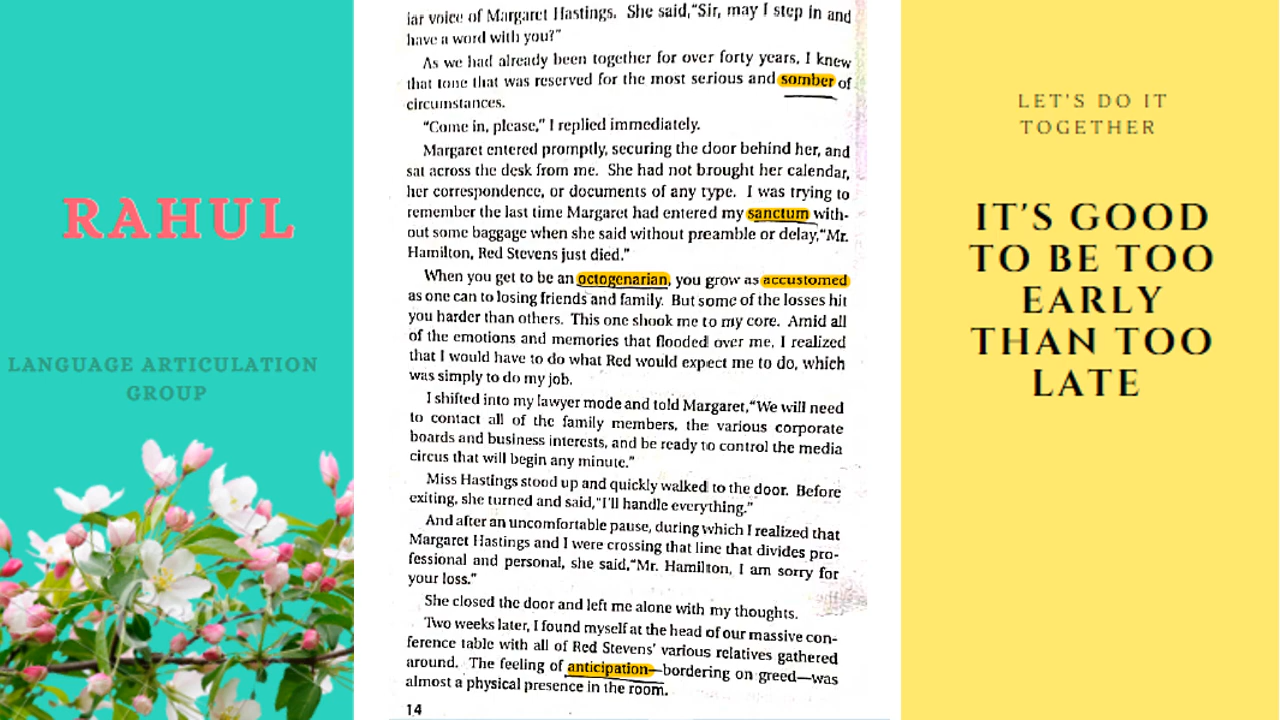 RAHUL
LANGUAGE ARTICULATION
GROUP
iar voice of Margaret Hastings. She said, "Sir, may I step in and
have a word with you?"
As we had already been together for over forty years, I knew
that tone that was reserved for the most serious and somber of
circumstances.
"Come in, please," I replied immediately.
Margaret entered promptly, securing the door behind her, and
sat across the desk from me. She had not brought her calendar,
her correspondence, or documents of any type. I was trying to
remember the last time Margaret had entered my sanctum with-
out some baggage when she said without preamble or delay, "Mr.
Hamilton, Red Stevens just died."
When you get to be an octogenarian, you grow as accustomed
as one can to losing friends and family. But some of the losses hit
you harder than others. This one shook me to my core. Amid all
of the emotions and memories that flooded over me, I realized
that I would have to do what Red would expect me to do, which
was simply to do my job.
I shifted into my lawyer mode and told Margaret, "We will need
to contact all of the family members, the various corporate
boards and business interests, and be ready to control the media
circus that will begin any minute."
Miss Hastings stood up and quickly walked to the door. Before
exiting, she turned and said, "I'll handle everything."
And after an uncomfortable pause, during which I realized that
Margaret Hastings and I were crossing that line that divides pro-
fessional and personal, she said, "Mr. Hamilton, I am sorry for
your loss."
She closed the door and left me alone with my thoughts.
Two weeks later, I found myself at the head of our massive con-
ference table with all of Red Stevens' various relatives gathered
around. The feeling of anticipation—bordering on greed—was
almost a physical presence in the room.
14
LET'S DO IT
TOGETHER
IT'S GOOD
TO BE TOO
EARLY
THAN TOO
LATE